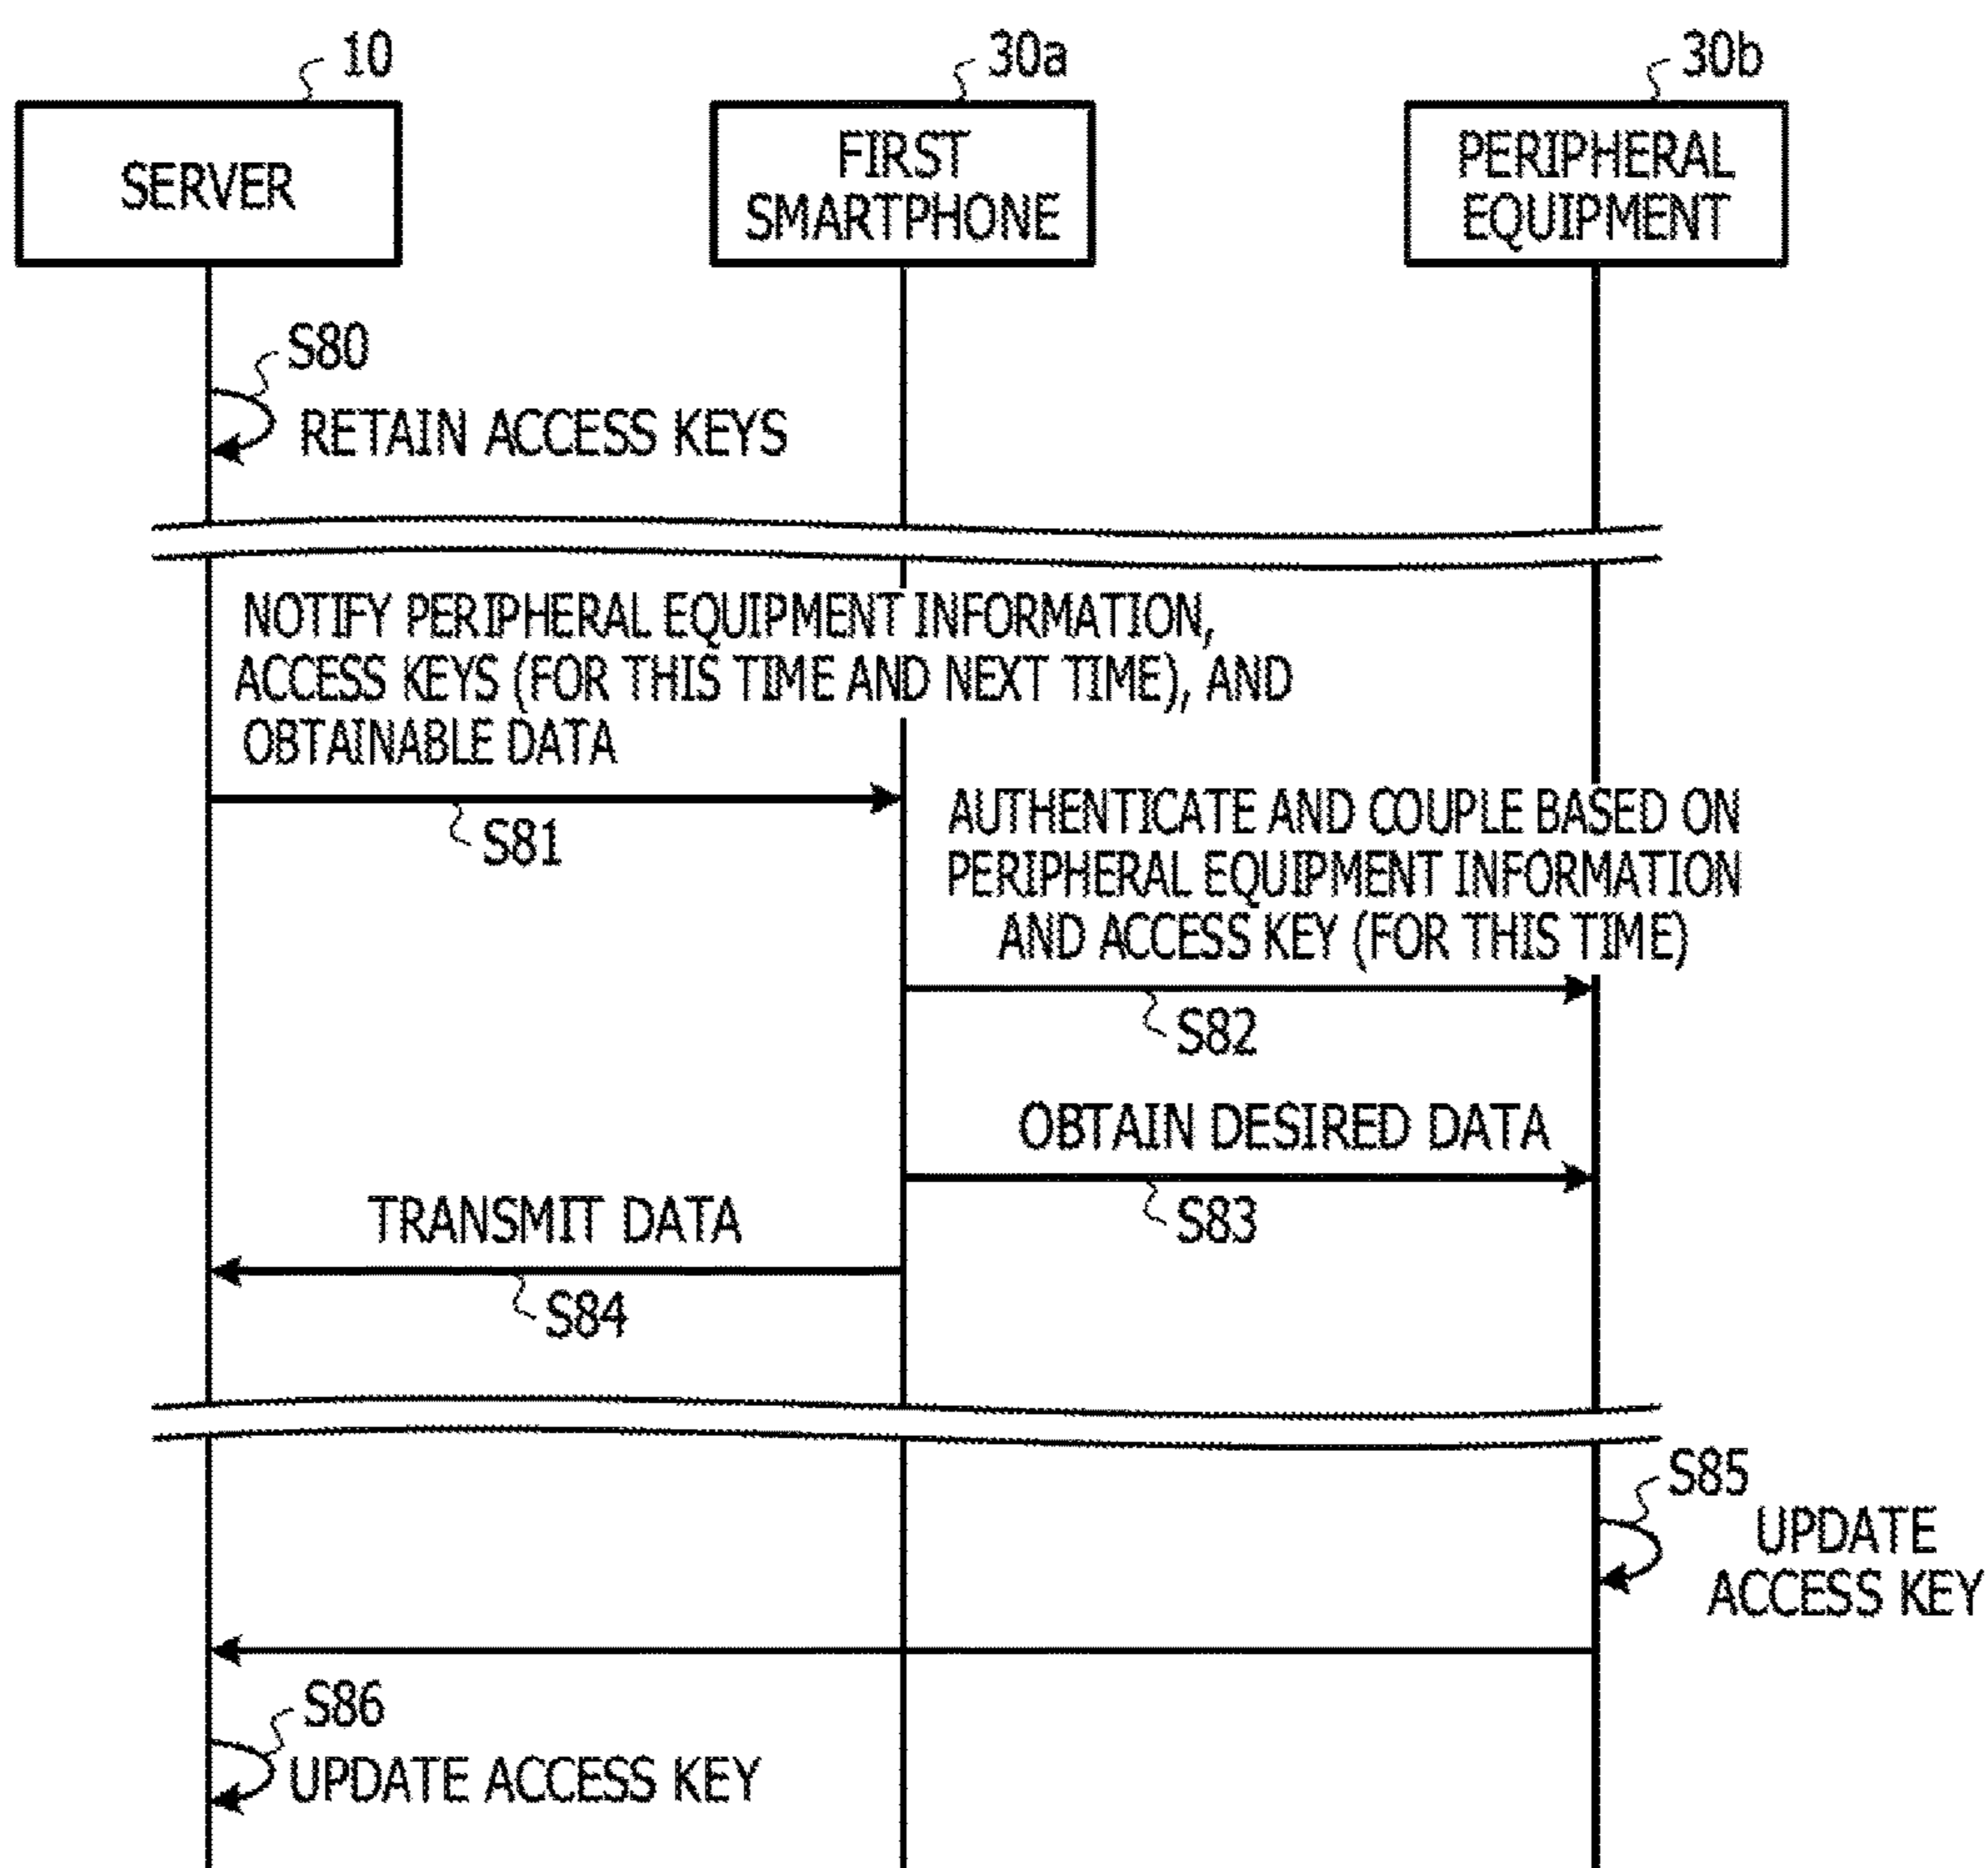 10
30a
30b
SERVER
FIRST
SMARTPHONE
PERIPHERAL
EQUIPMENT
S80
RETAIN ACCESS KEYS
NOTIFY PERIPHERAL EQUIPMENT INFORMATION,
ACCESS KEYS (FOR THIS TIME AND NEXT TIME), AND
OBTAINABLE DATA
S81
AUTHENTICATE AND COUPLE BASED ON
PERIPHERAL EQUIPMENT INFORMATION
AND ACCESS KEY (FOR THIS TIME)
S82
OBTAIN DESIRED DATA
S83
TRANSMIT DATA
S84
S85
UPDATE
ACCESS KEY
S86
UPDATE ACCESS KEY